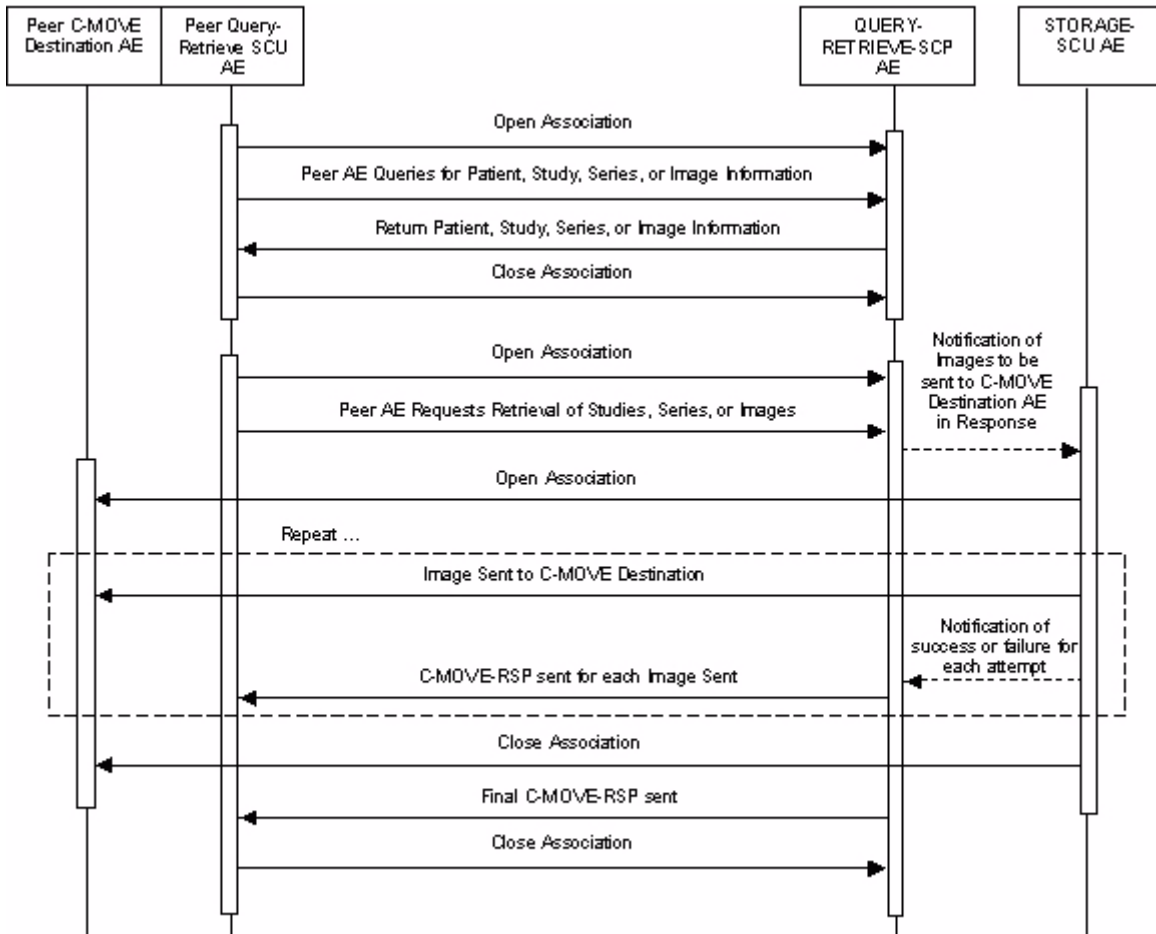 Peer C-MOVE
Destination AE
Peer Query-
Retrieve SCU
AE
QUERY-
RETRIEVE-SCP
AE
STORAGE-
SCU AE
Open Association
Peer AE Queries for Patient, Study, Series, or Image Information
Return Patient, Study, Series, or Image Information
Close Association
Open Association
Notification of
Images to be
sent to C-MOVE
Destination AE
in Response
Peer AE Requests Retrieval of Studies, Series, or Images
Open Association
Repeat ...
Image Sent to C-MOVE Destination
Notification of
success or failure for
each attempt
C-MOVE-RSP sent for each Image Sent
Close Association
Final C-MOVE-RSP sent
Close Association